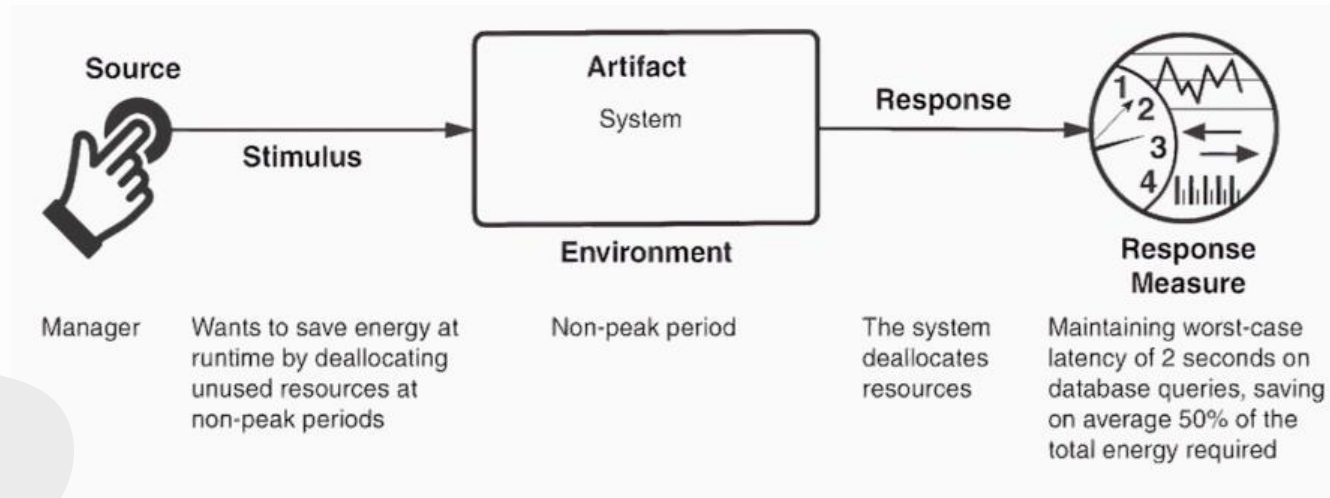 Source
Stimulus
Artifact
System
Environment
Response
1
2
3
4
Response
Measure
Manager
Wants to save energy at
runtime by deallocating
unused resources at
non-peak periods
Non-peak period
The system
deallocates
resources
Maintaining worst-case
latency of 2 seconds on
database queries, saving
on average 50% of the
total energy required